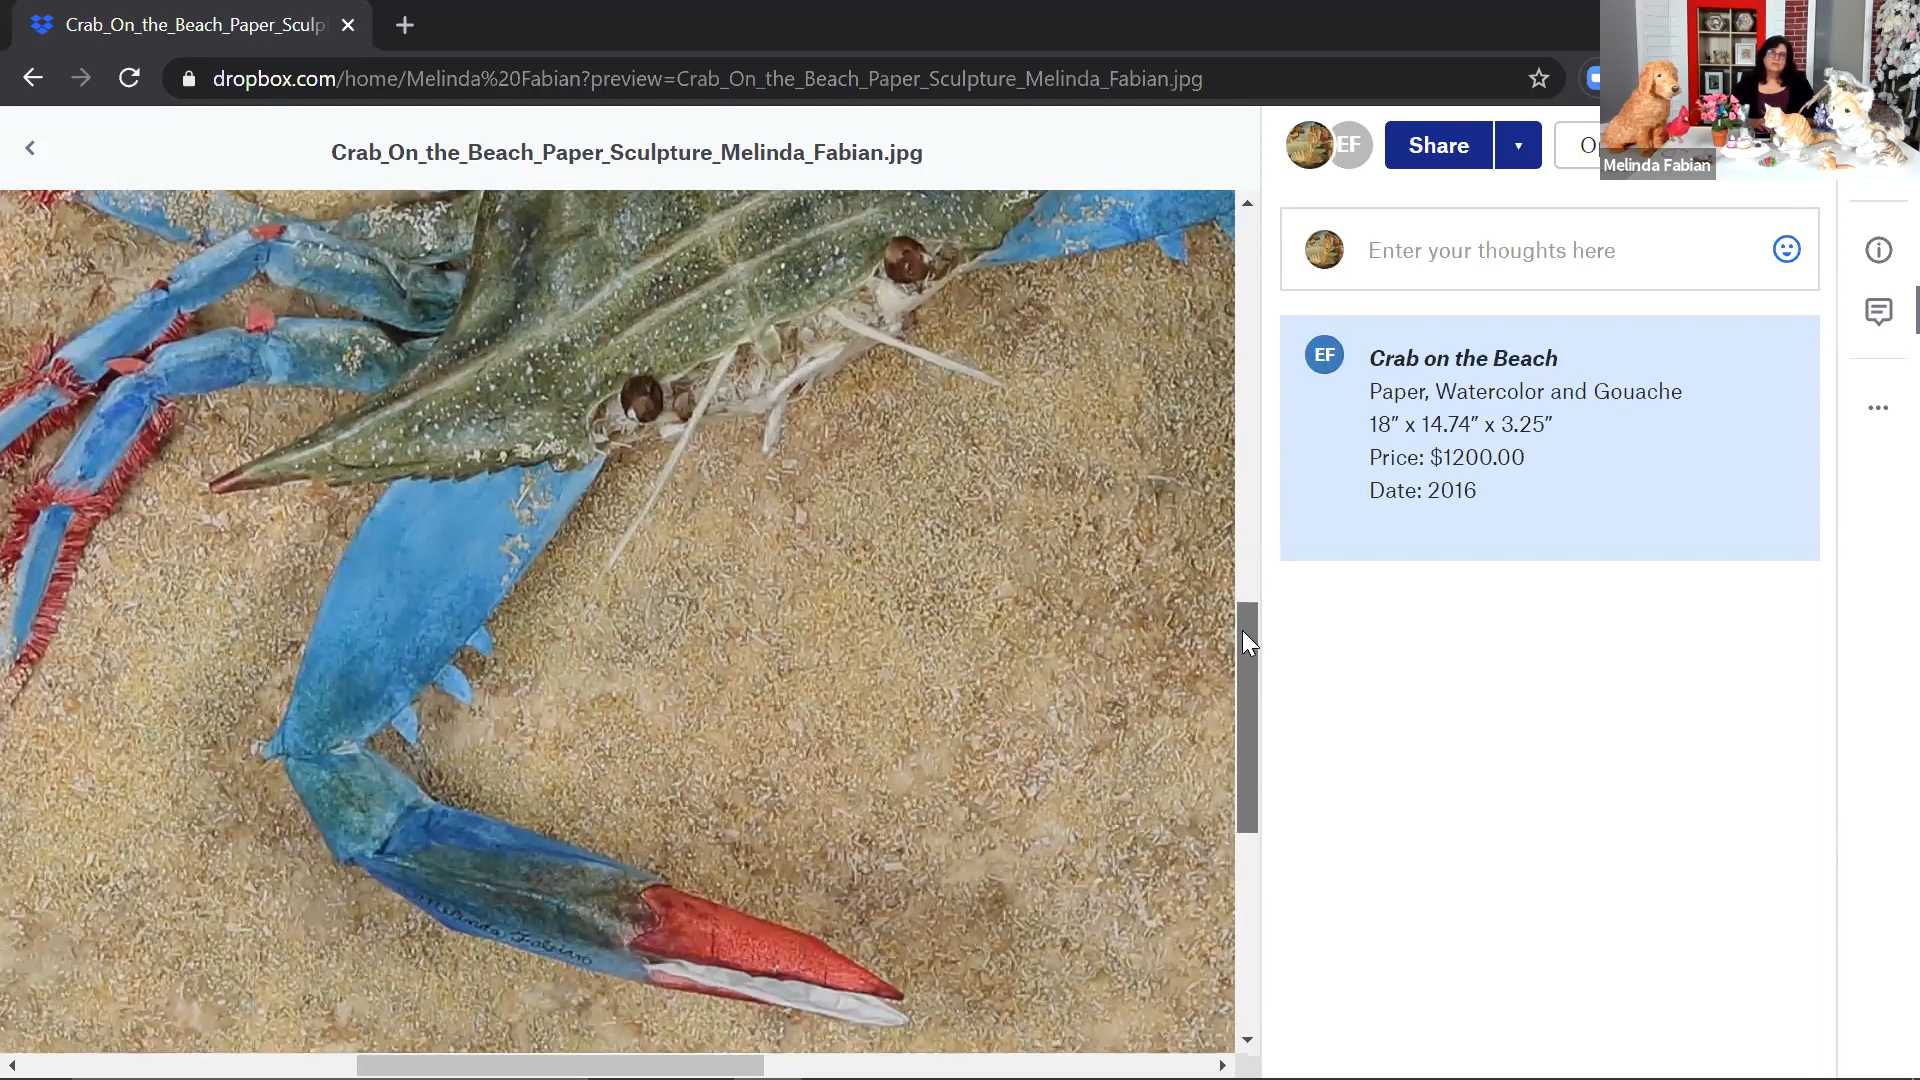 Crab_On_the_Beach_Paper_Sculp
dropbox.com/home/Melinda%20Fabian?preview=Crab_On_the_Beach_Paper_Sculpture_Melinda_Fabian.jpg
Crab_On_the_Beach_Paper_Sculpture_Melinda_Fabian.jpg
EF
Share
O
Melinda Fabian
Enter your thoughts here
EF
Crab on the Beach
Paper, Watercolor and Gouache
18” x 14.74” x 3.25”
Price: $1200.00
Date: 2016
Melinda Fabian